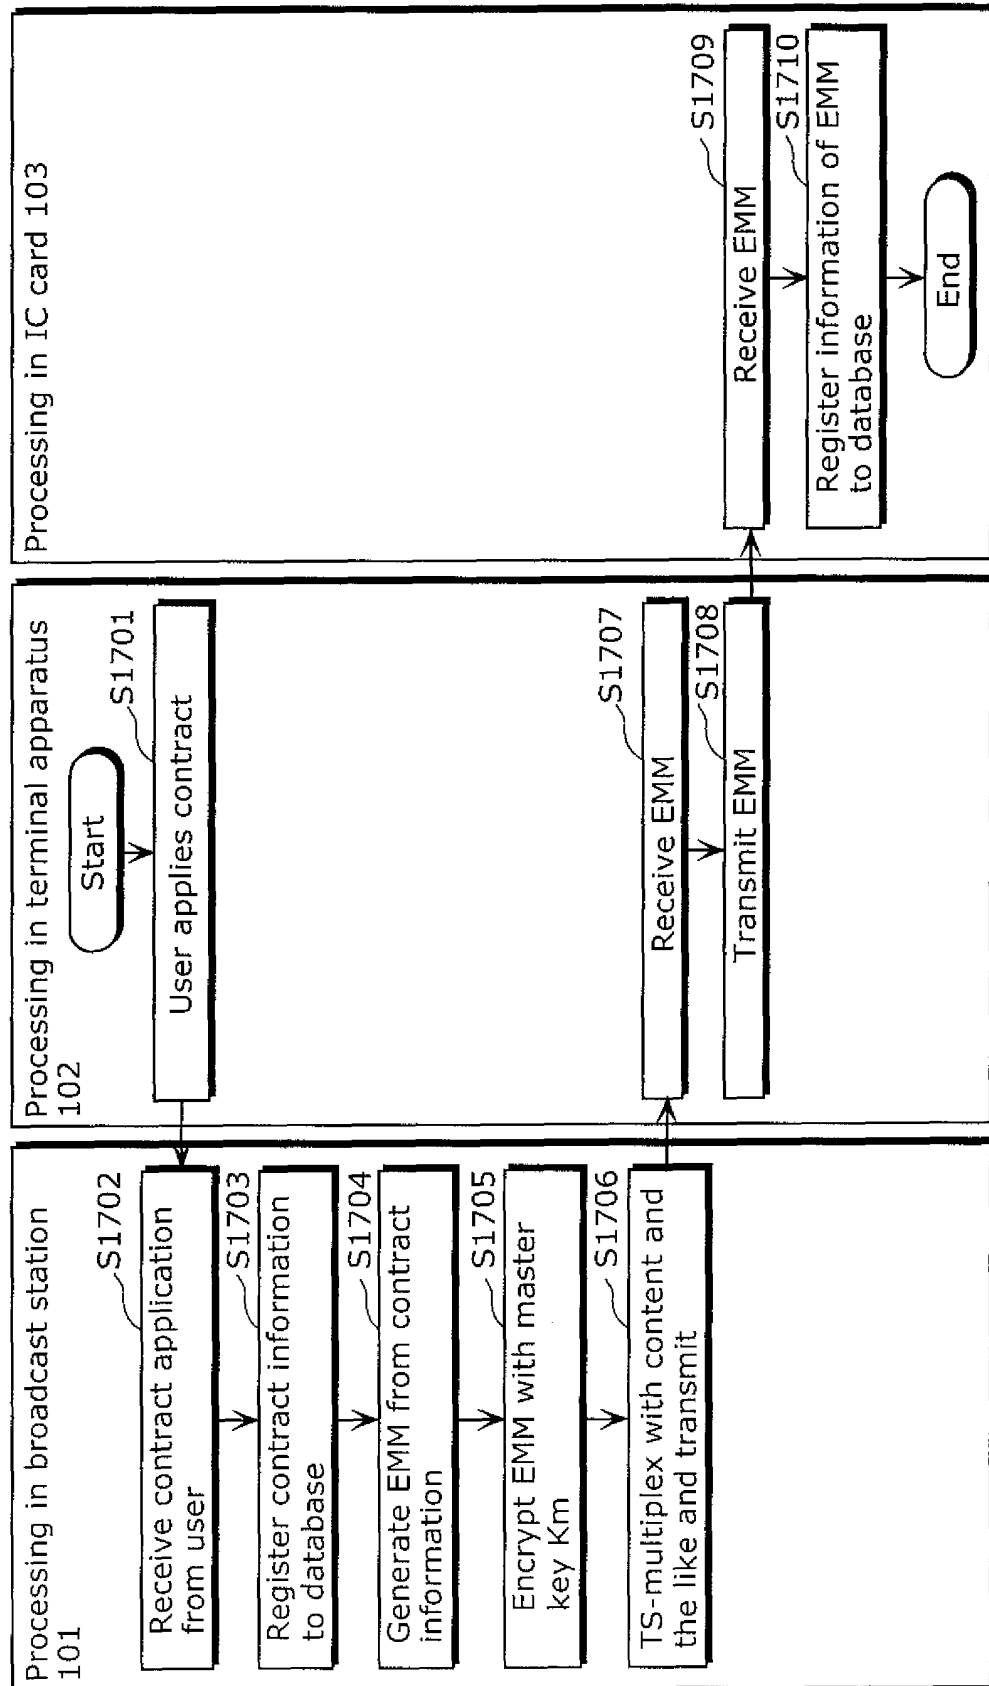 Processing in broadcast station
101
S1702
Receive contract application
from user
S1703
Register contract information
to database
S1704
Generate EMM from contract
information
S1705
Encrypt EMM with master
key Km
S1706
TS-multiplex with content and
the like and transmit
Processing in terminal apparatus
102
Start
S1701
User applies contract
S1707
Receive EMM
S1708
Transmit EMM
Processing in IC card 103
S1709
Receive EMM
S1710
Register information of EMM
to database
End